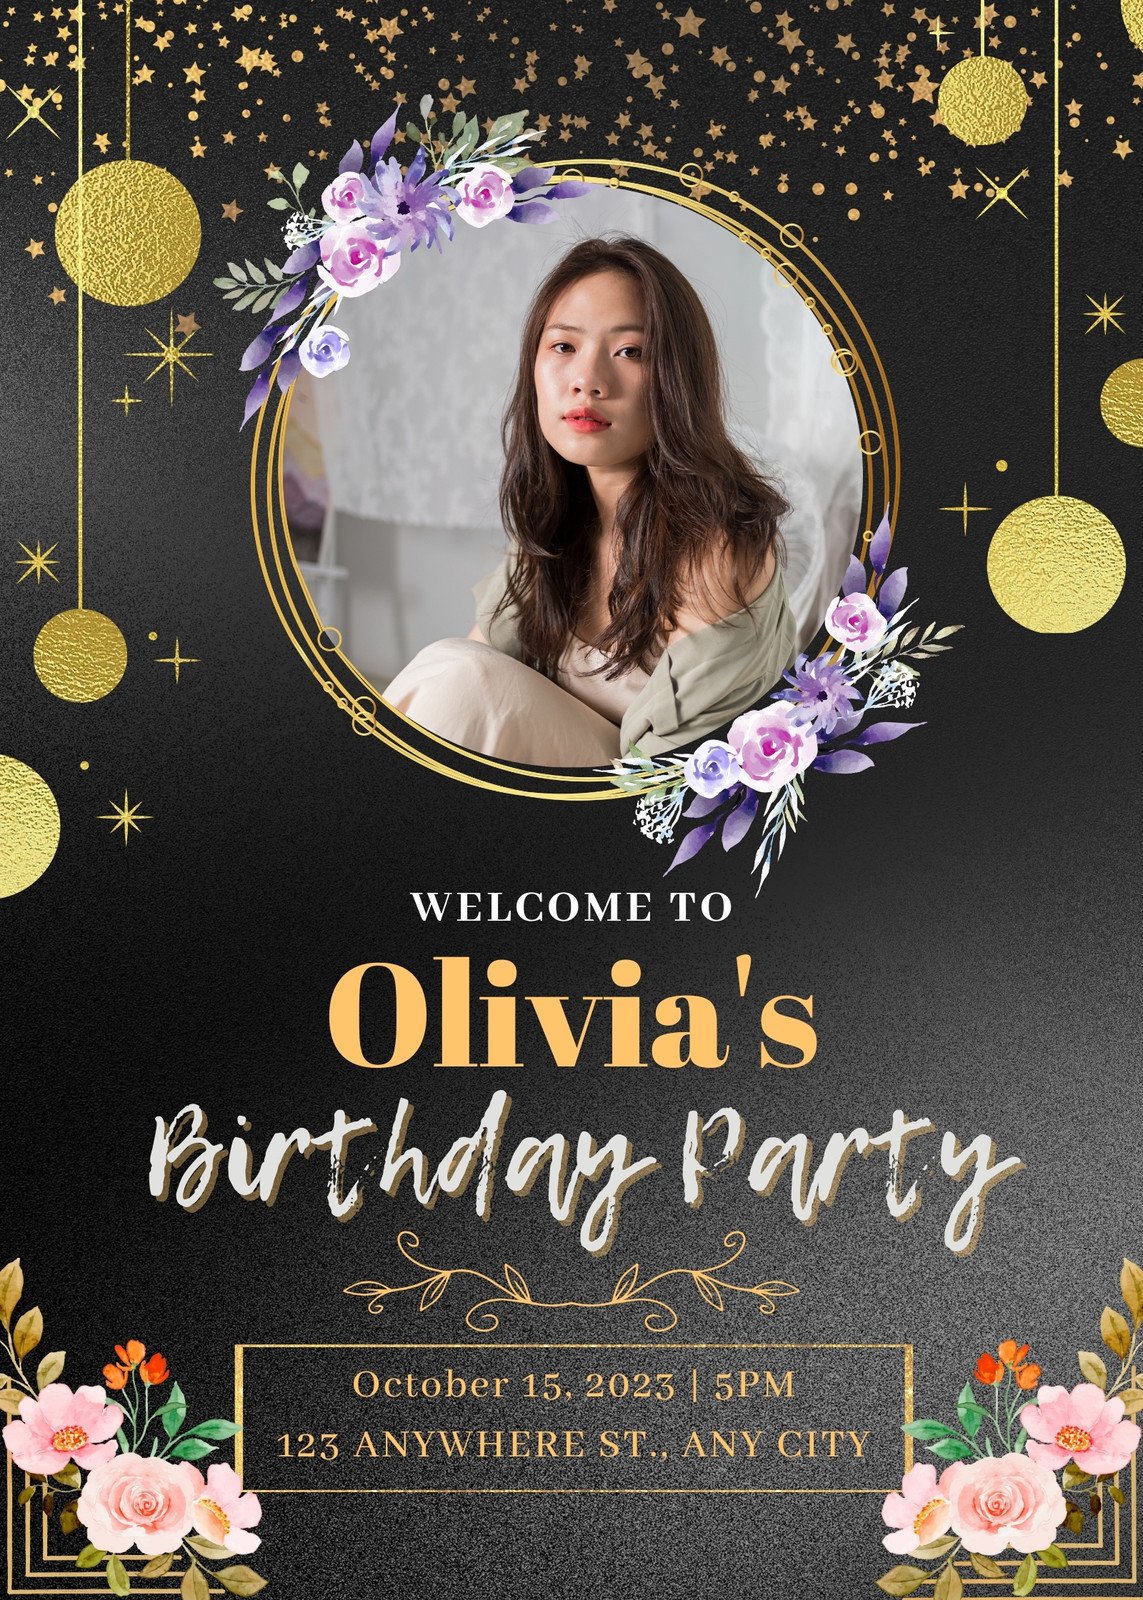 WELCOME TO
Olivia's
Birthday Party
October 15, 2023 | 5PM
123 ANYWHERE ST., ANY CITY